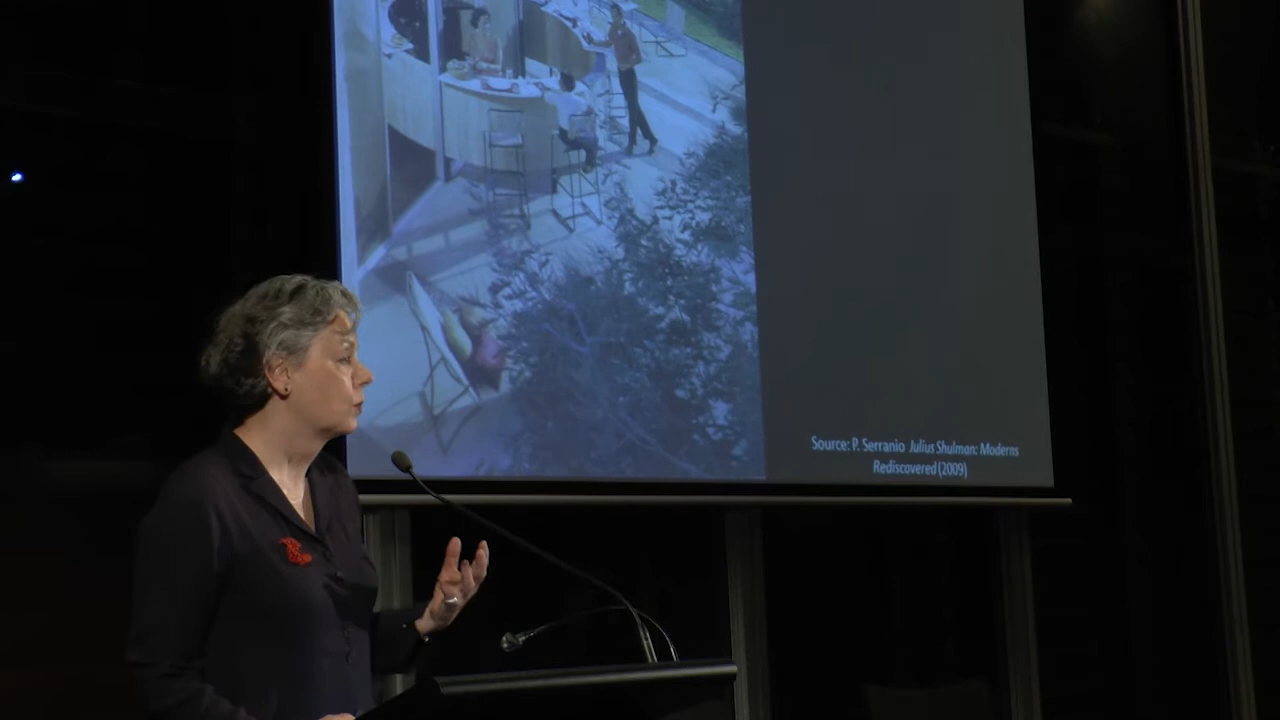 Source: P. Serranio Julius Shulman: Moderns
Rediscovered (2009)